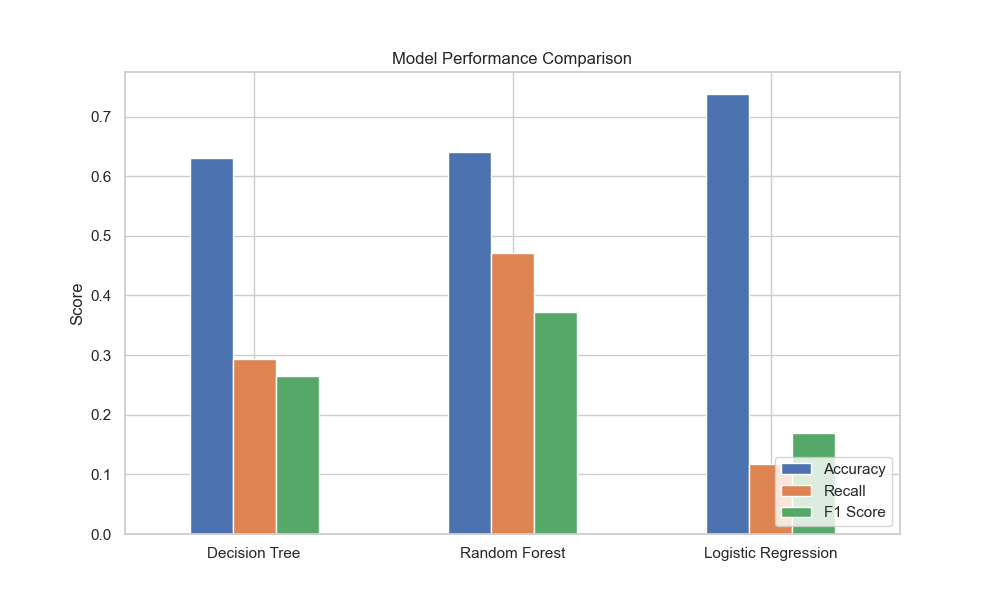 Model Performance Comparison
Score
0.7
0.6
0.5
0.4
0.3
0.2
0.1
0.0
Decision Tree
Random Forest
Logistic Regression
Accuracy
Recall
F1 Score